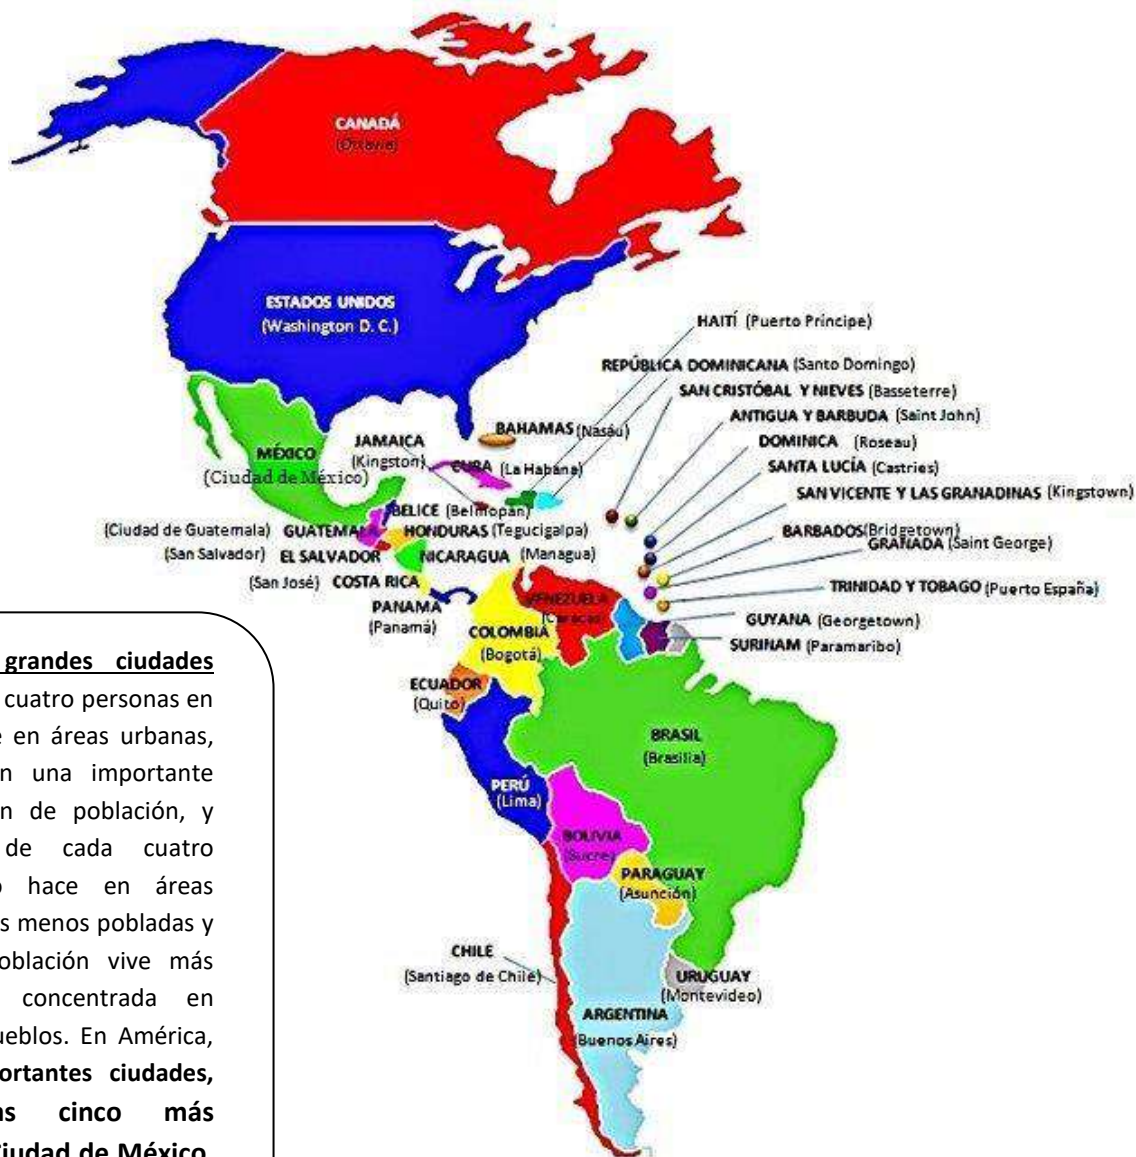 CANADÁ
(Ottawa)
ESTADOS UNIDOS
(Washington D. C.)
HAITÍ (Puerto Príncipe)
REPÚBLICA DOMINICANA (Santo Domingo)
SAN CRISTÓBAL Y NIEVES (Basseterre)
ANTIGUA Y BARBUDA (Saint John)
BAHAMAS (Nasáu)
DOMINICA (Roseau)
JAMAICA
(Kingston)
MÉXICO
(Ciudad de México)
CUBA (La Habana)
SANTA LUCÍA (Castries)
SAN VICENTE Y LAS GRANADINAS (Kingstown)
BELICE (Belmopán)
(Ciudad de Guatemala) GUATEMALA
HONDURAS (Tegucigalpa)
BARBADOS(Bridgetown)
GRANADA (Saint George)
(San Salvador) EL SALVADOR
NICARAGUA (Managua)
(San José) COSTA RICA
TRINIDAD Y TOBAGO (Puerto España)
PANAMÁ
(Panamá)
VENEZUELA
(Caracas)
GUYANA (Georgetown)
COLOMBIA
(Bogotá)
SURINAM (Paramaribo)
ECUADOR
(Quito)
BRASIL
(Brasilia)
PERÚ
(Lima)
BOLIVIA
(Sucre)
PARAGUAY
(Asunción)
CHILE
(Santiago de Chile)
URUGUAY
(Montevideo)
ARGENTINA
(Buenos Aires)
grandes ciudades
cuatro personas en
e en áreas urbanas,
n una importante
n de población, y
de cada cuatro
o hace en áreas
s menos pobladas y
oblación vive más
concentrada en
ueblos. En América,
portantes ciudades,
as cinco más
Ciudad de México,